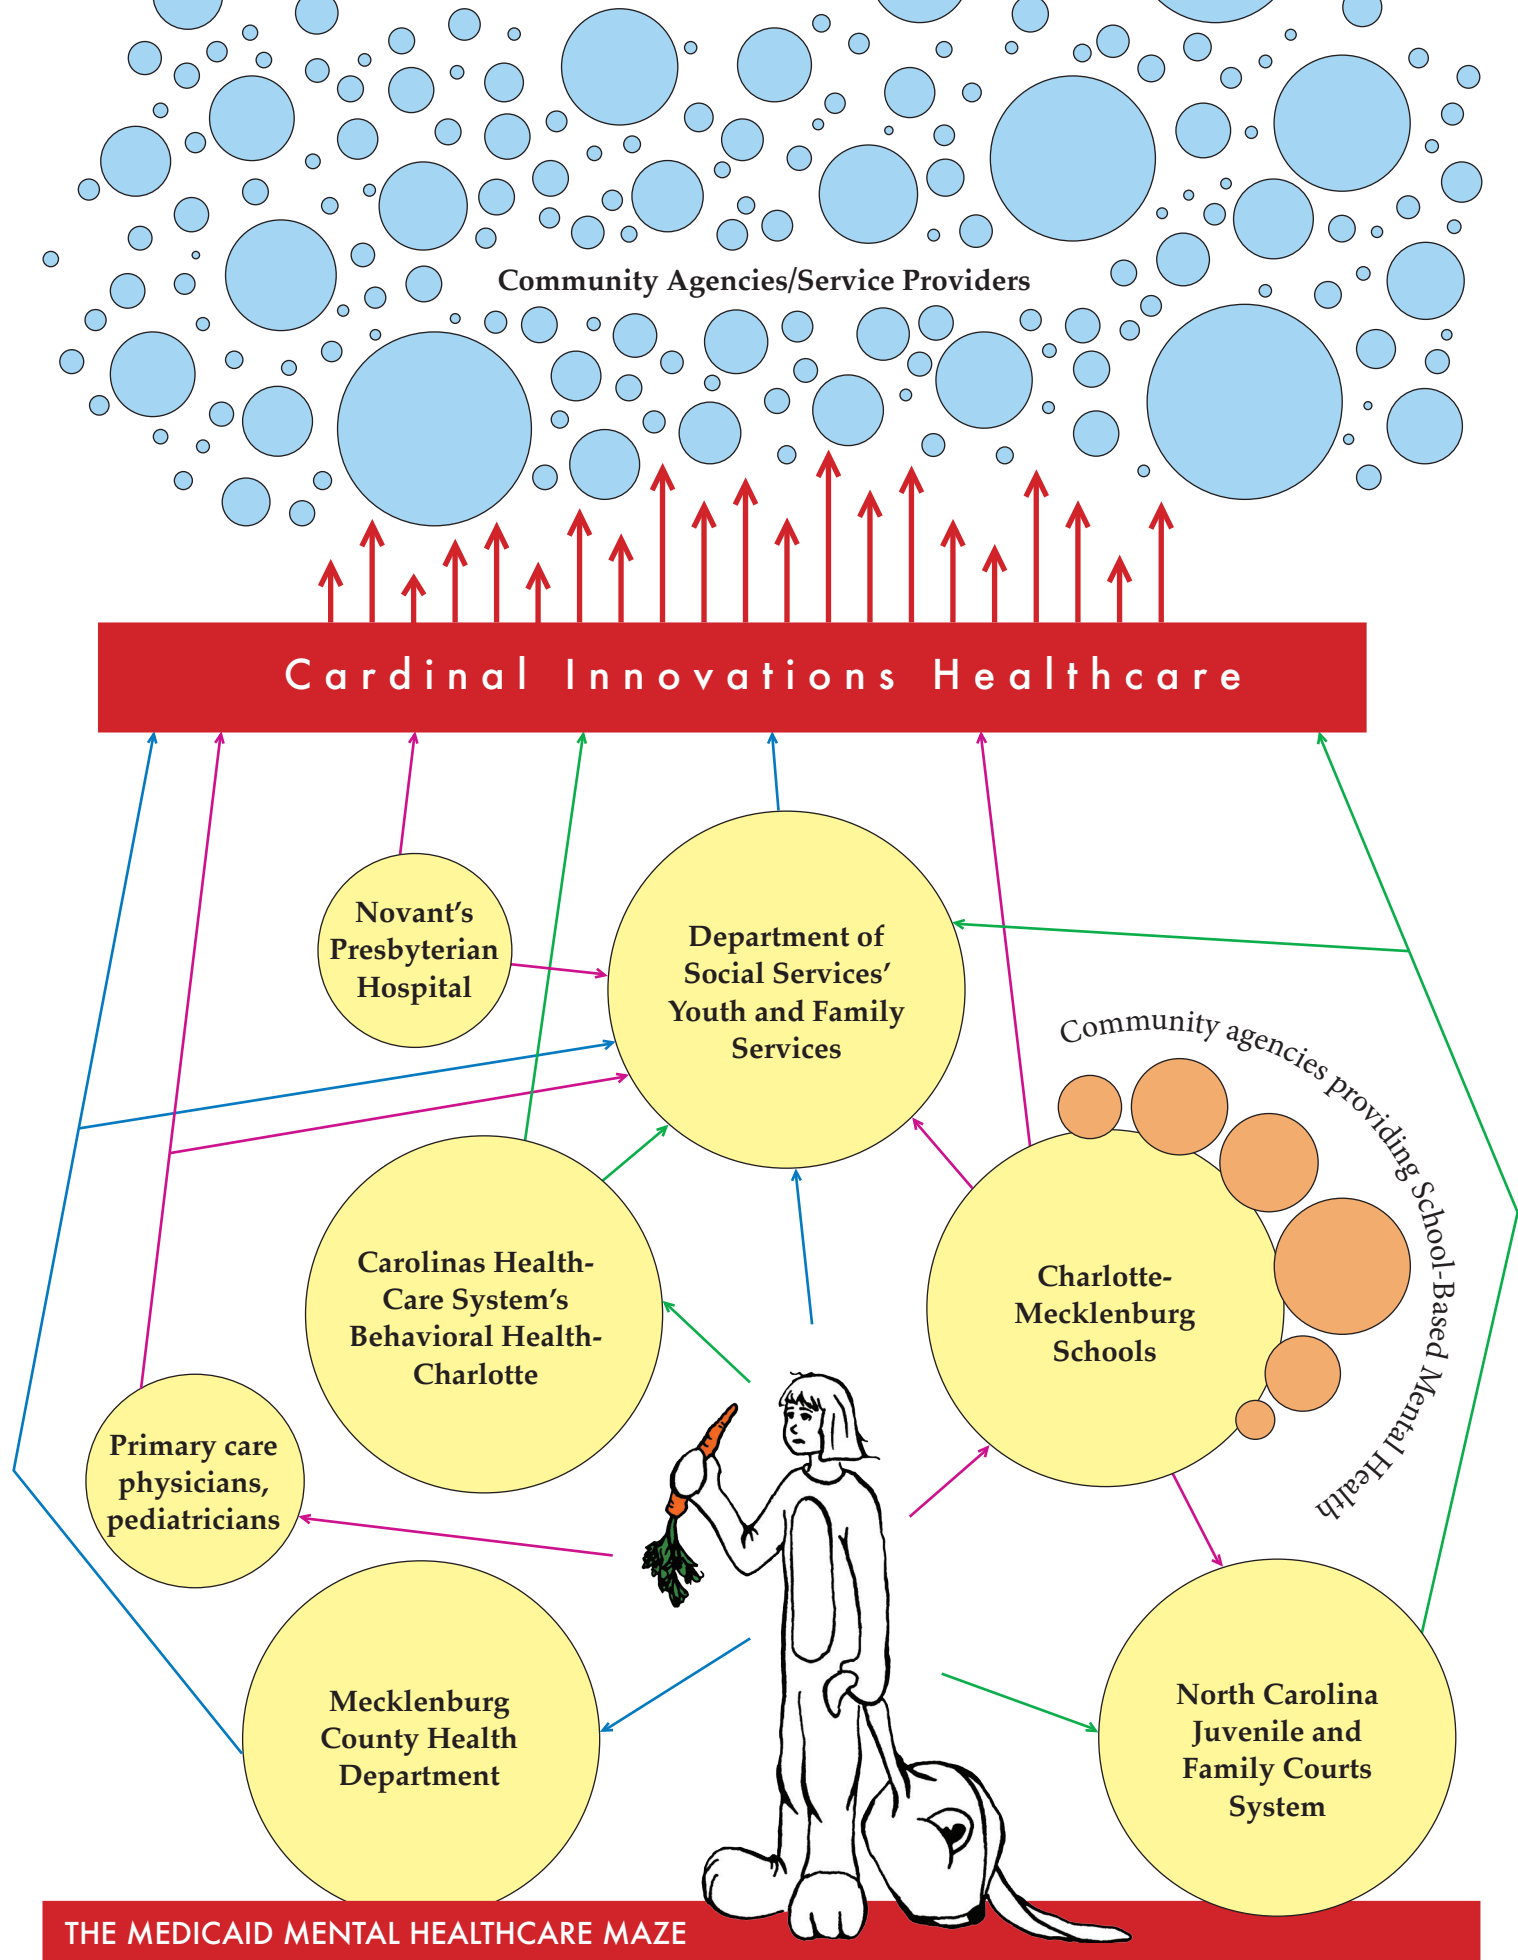 Community Agencies/Service Providers
Cardinal Innovations Healthcare
Novant's
Presbyterian
Hospital
Department of
Social Services'
Youth and Family
Services
Community agencies providing School-Based Mental Health
Carolinas Health-
Care System's
Behavioral Health-
Charlotte
Charlotte-
Mecklenburg
Schools
Primary care
physicians,
pediatricians
Mecklenburg
County Health
Department
North Carolina
Juvenile and
Family Courts
System
THE MEDICAID MENTAL HEALTHCARE MAZE